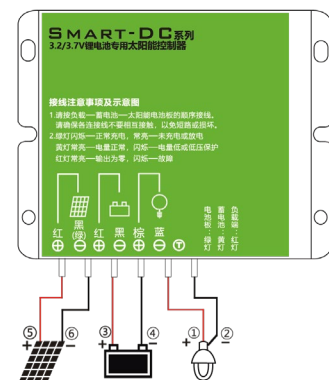 SMART-DC系列
3.2/3.7V锂电池专用太阳能控制器
接线注意事项及示意图
1.请按负载—蓄电池—太阳能电池板的顺序接线。
请确保各连接线不要相互接触，以免短路或损坏。
2.绿灯闪烁—正常充电，常亮—未充电或放电
黄灯常亮—电量正常，闪烁—电量低或低压保护
红灯常亮—输出为零，闪烁—故障
红 黑(绿) 红 黑 棕 蓝
⊕ ⊖ ⊕ ⊖ ⊕ ⊖ T
负载端：红灯
蓄电池：黄灯
电池板：绿灯
⑤ ⑥ ③ ④ ① ②
+ − + − + −